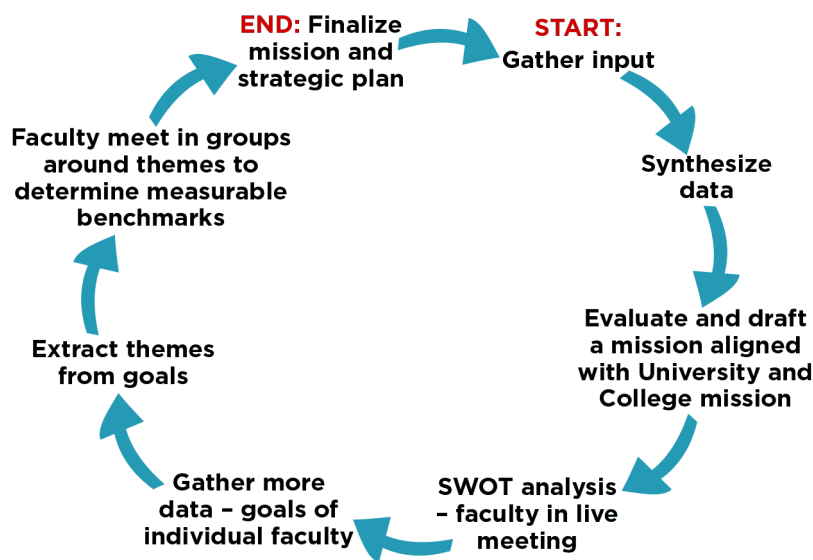 START:
Gather input
Synthesize
data
Evaluate and draft
a mission aligned
with University and
College mission
SWOT analysis
– faculty in live
meeting
Gather more
data – goals of
individual faculty
Extract themes
from goals
Faculty meet in groups
around themes to
determine measurable
benchmarks
END: Finalize
mission and
strategic plan